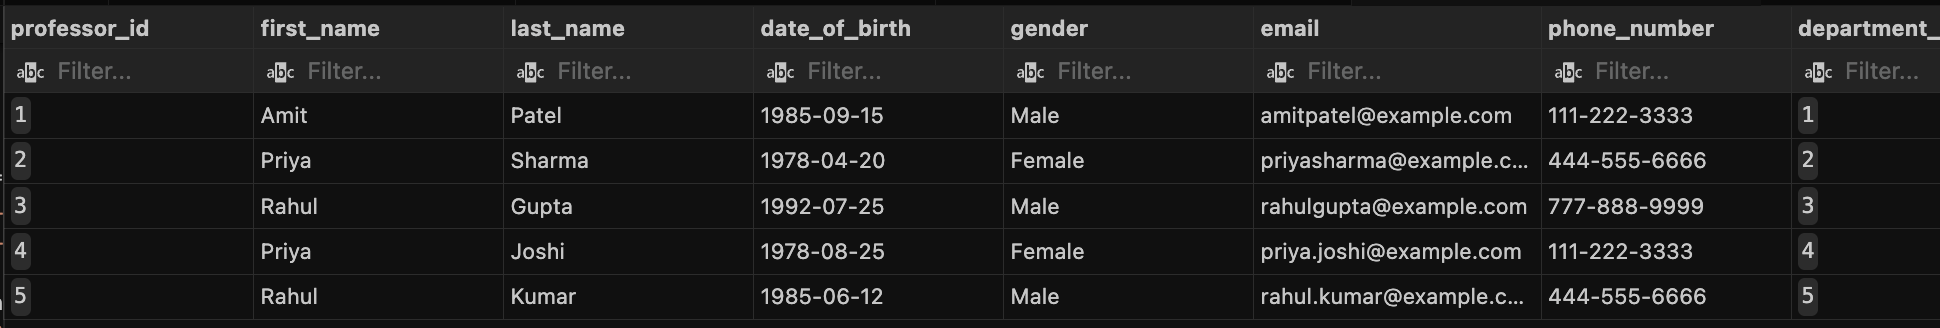 professor_id first_name last_name date_of_birth gender email phone_number department_
abc Filter... abc Filter... abc Filter... abc Filter... abc Filter... abc Filter... abc Filter... abc Filter...
1 Amit Patel 1985-09-15 Male amitpatel@example.com 111-222-3333 1
2 Priya Sharma 1978-04-20 Female priyasharma@example.c... 444-555-6666 2
3 Rahul Gupta 1992-07-25 Male rahulgupta@example.com 777-888-9999 3
4 Priya Joshi 1978-08-25 Female priya.joshi@example.com 111-222-3333 4
5 Rahul Kumar 1985-06-12 Male rahul.kumar@example.c... 444-555-6666 5